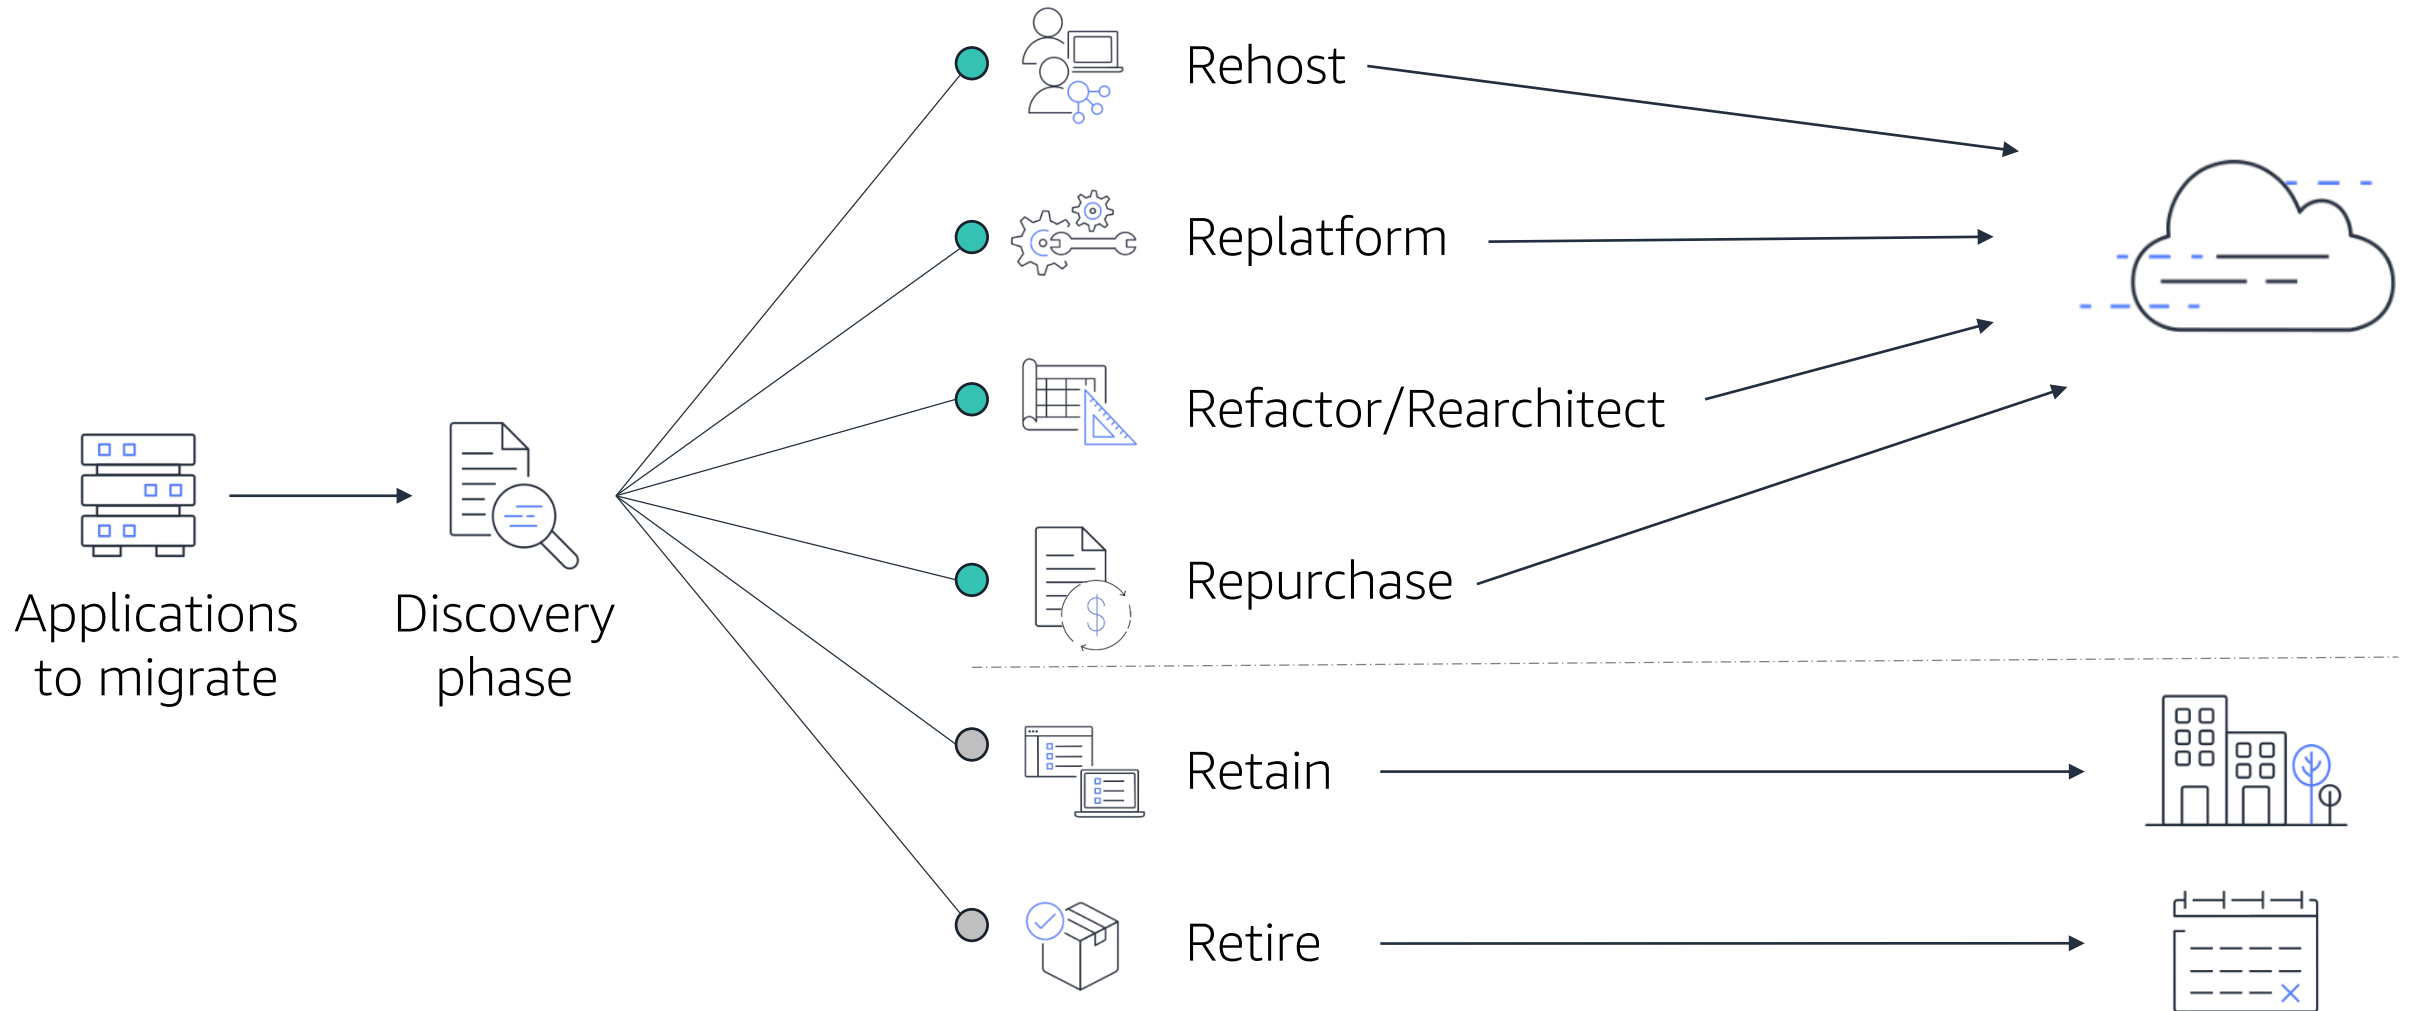 Rehost
Replatform
Refactor/Rearchitect
Applications
to migrate
Discovery
phase
Repurchase
Retain
Retire